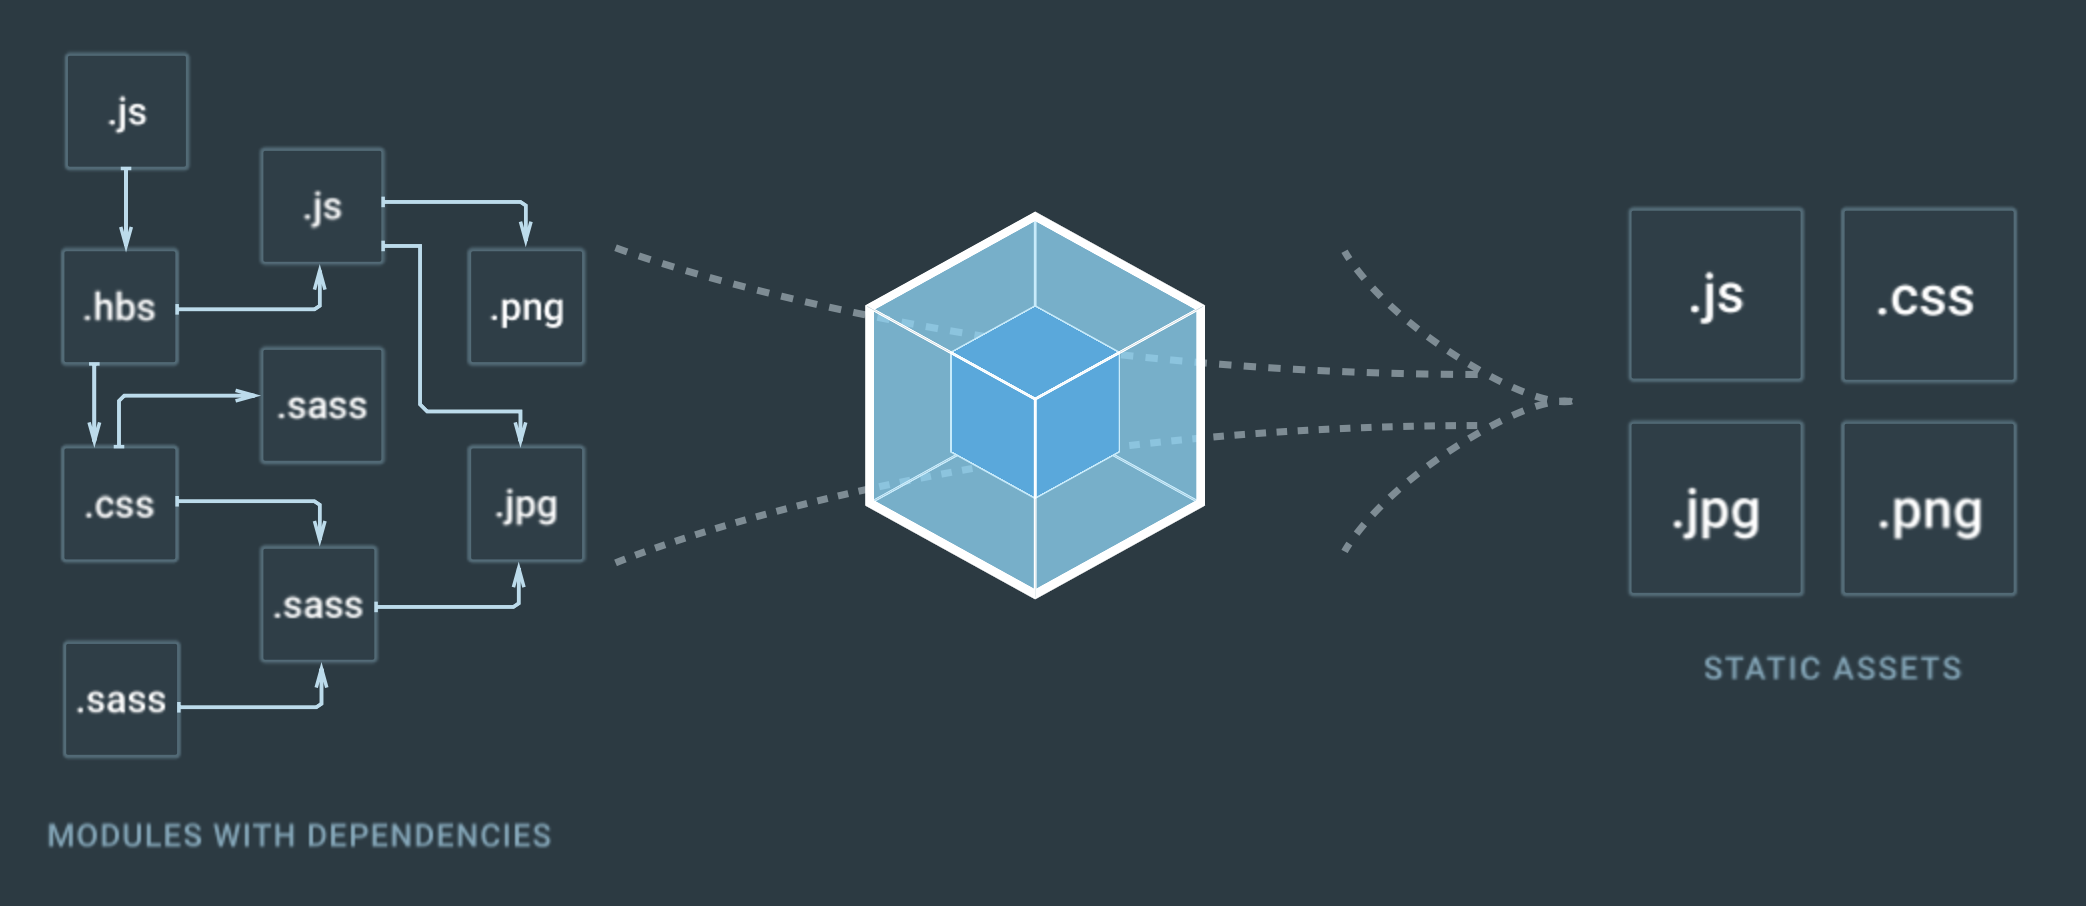 .js
.js
.hbs
.png
.sass
.css
.jpg
.sass
.sass
MODULES WITH DEPENDENCIES
.js
.css
.jpg
.png
STATIC ASSETS